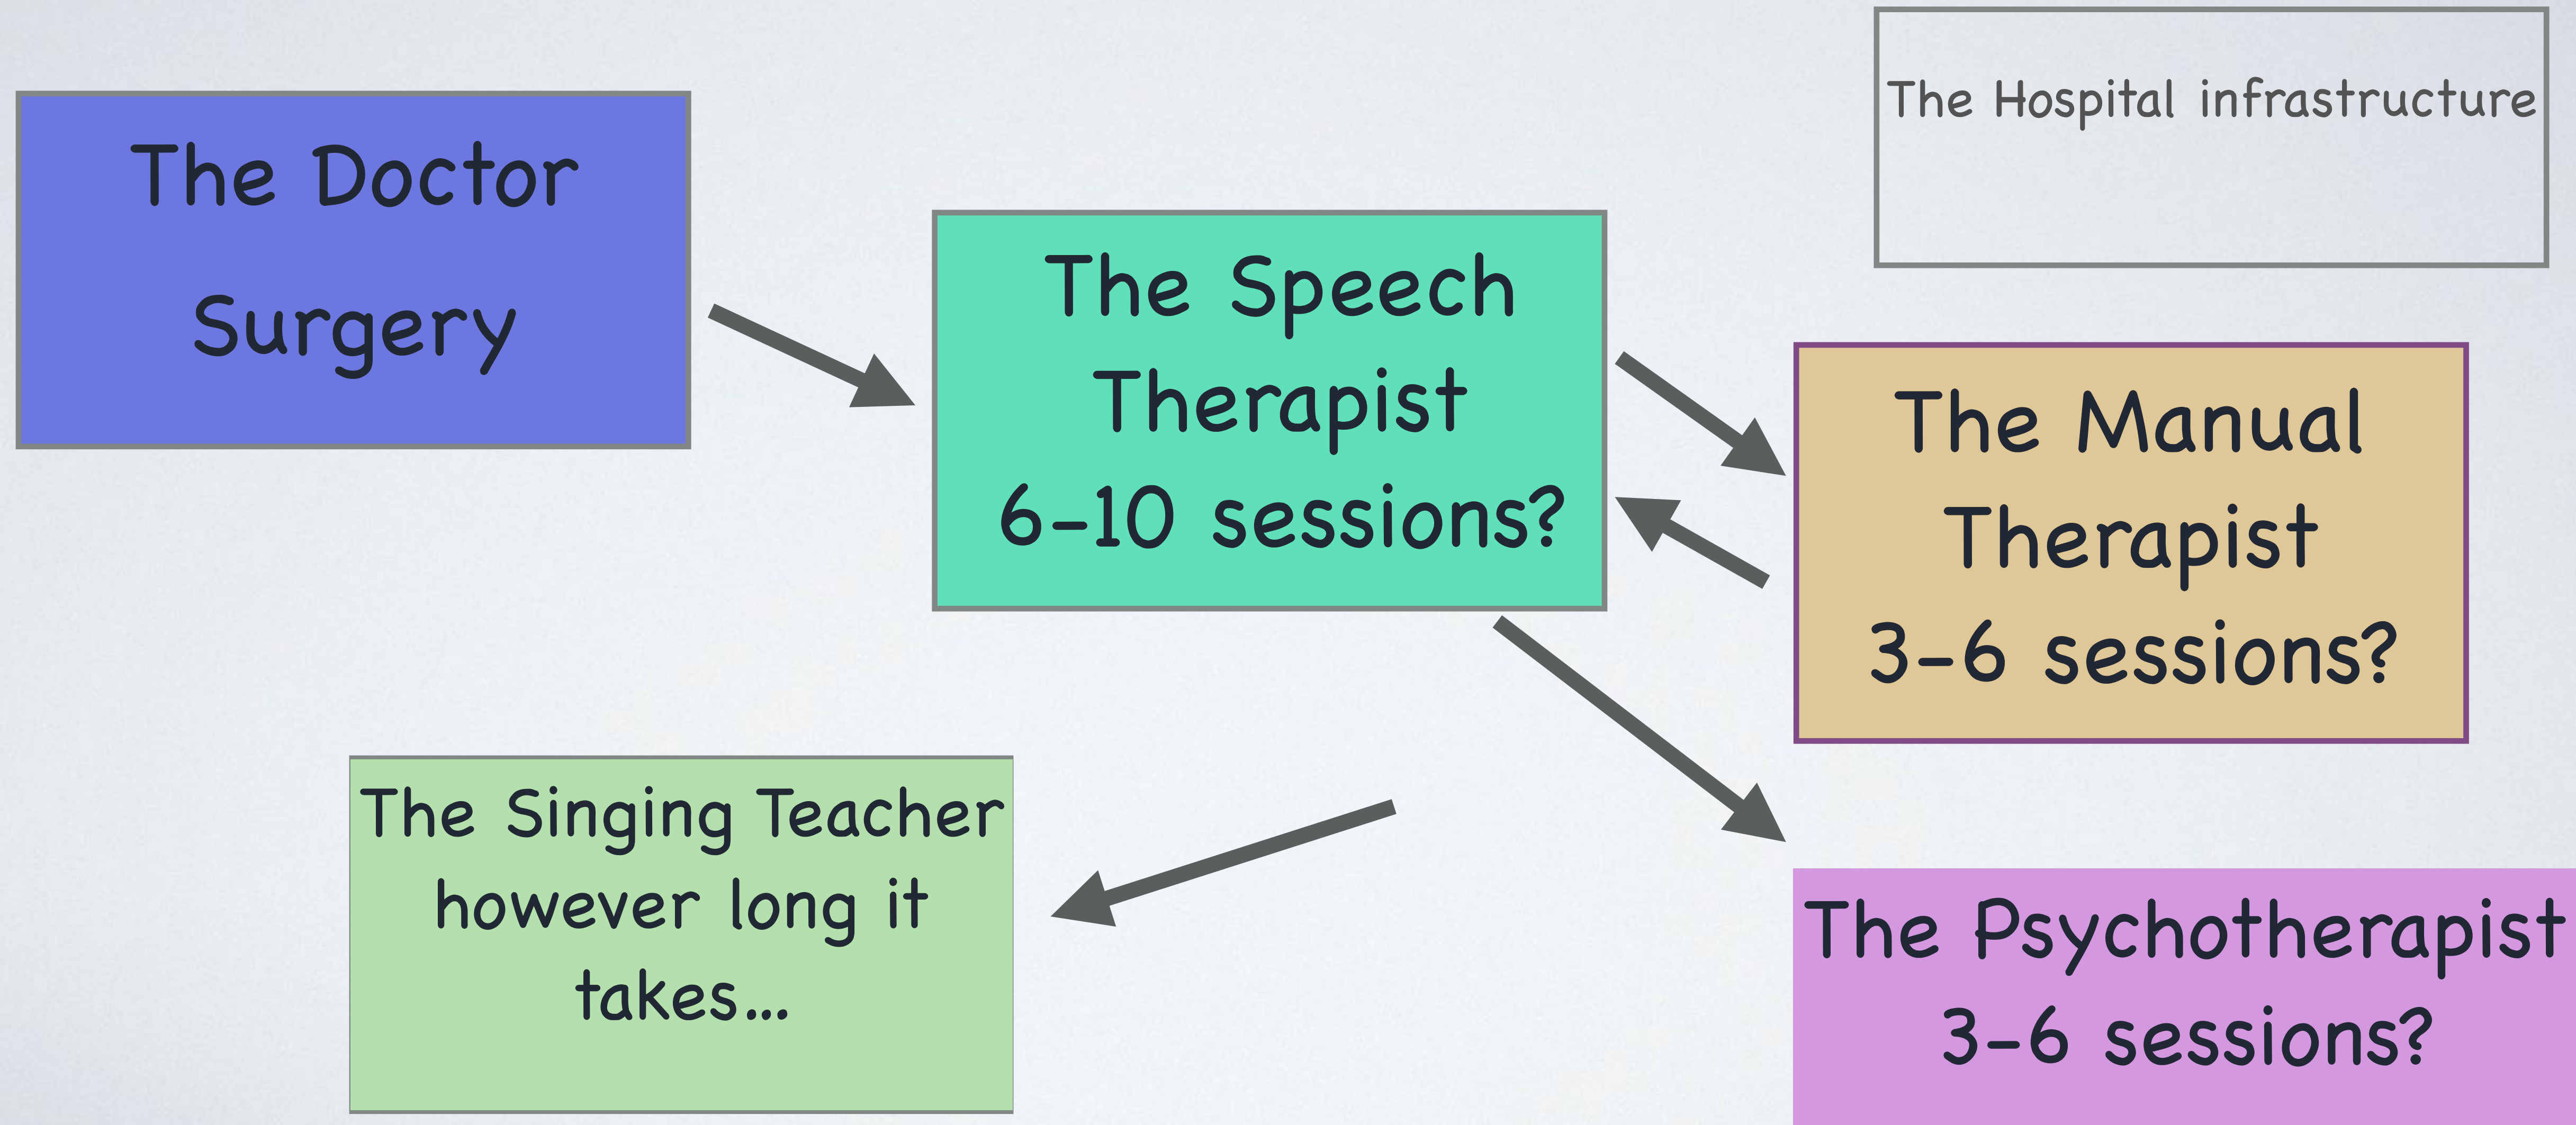 The Hospital infrastructure
The Doctor
Surgery
The Speech
Therapist
6-10 sessions?
The Manual
Therapist
3-6 sessions?
The Singing Teacher
however long it
takes...
The Psychotherapist
3-6 sessions?